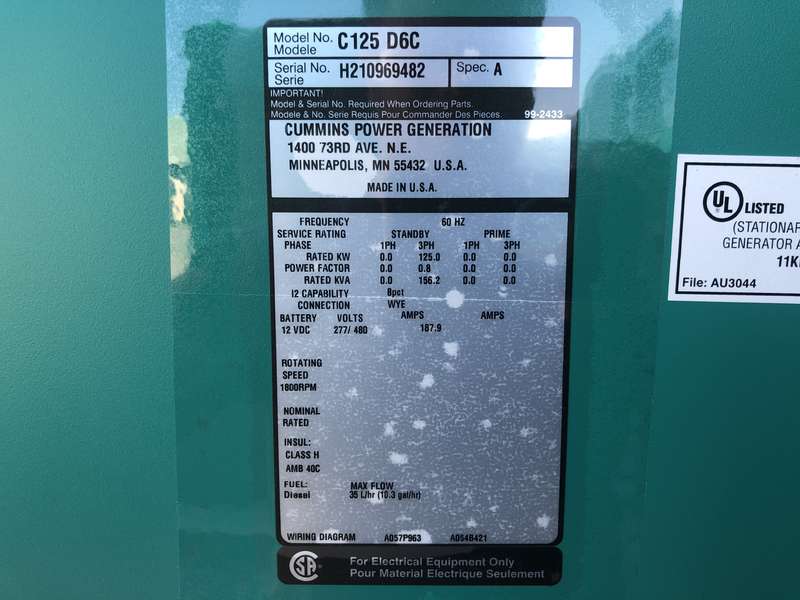 Model No. C125 D6C
Modele
Serial No. H210969482 Spec. A
Serie
IMPORTANT!
Model & Serial No. Required When Ordering Parts.
Modele & No. Serie Requis Pour Commander Des Pieces. 99-2433
CUMMINS POWER GENERATION
1400 73RD AVE. N.E.
MINNEAPOLIS, MN 55432 U.S.A.
MADE IN U.S.A.
FREQUENCY 60 HZ
SERVICE RATING STANDBY PRIME
PHASE 1PH 3PH 1PH 3PH
RATED KW 0.0 125.0 0.0 0.0
POWER FACTOR 0.0 0.8 0.0 0.0
RATED KVA 0.0 156.2 0.0 0.0
I2 CAPABILITY 8pct
CONNECTION WYE
BATTERY VOLTS AMPS AMPS
12 VDC 277/ 480 187.9
ROTATING
SPEED
1800RPM
NOMINAL
RATED
INSUL:
CLASS H
AMB 40C
FUEL: MAX FLOW
Diesel 35 L/hr (10.3 gal/hr)
WIRING DIAGRAM A057P963 A054B421
SA For Electrical Equipment Only
Pour Material Electrique Seulement
UL LISTED
(STATIONAR
GENERATOR A
11K
File: AU3044